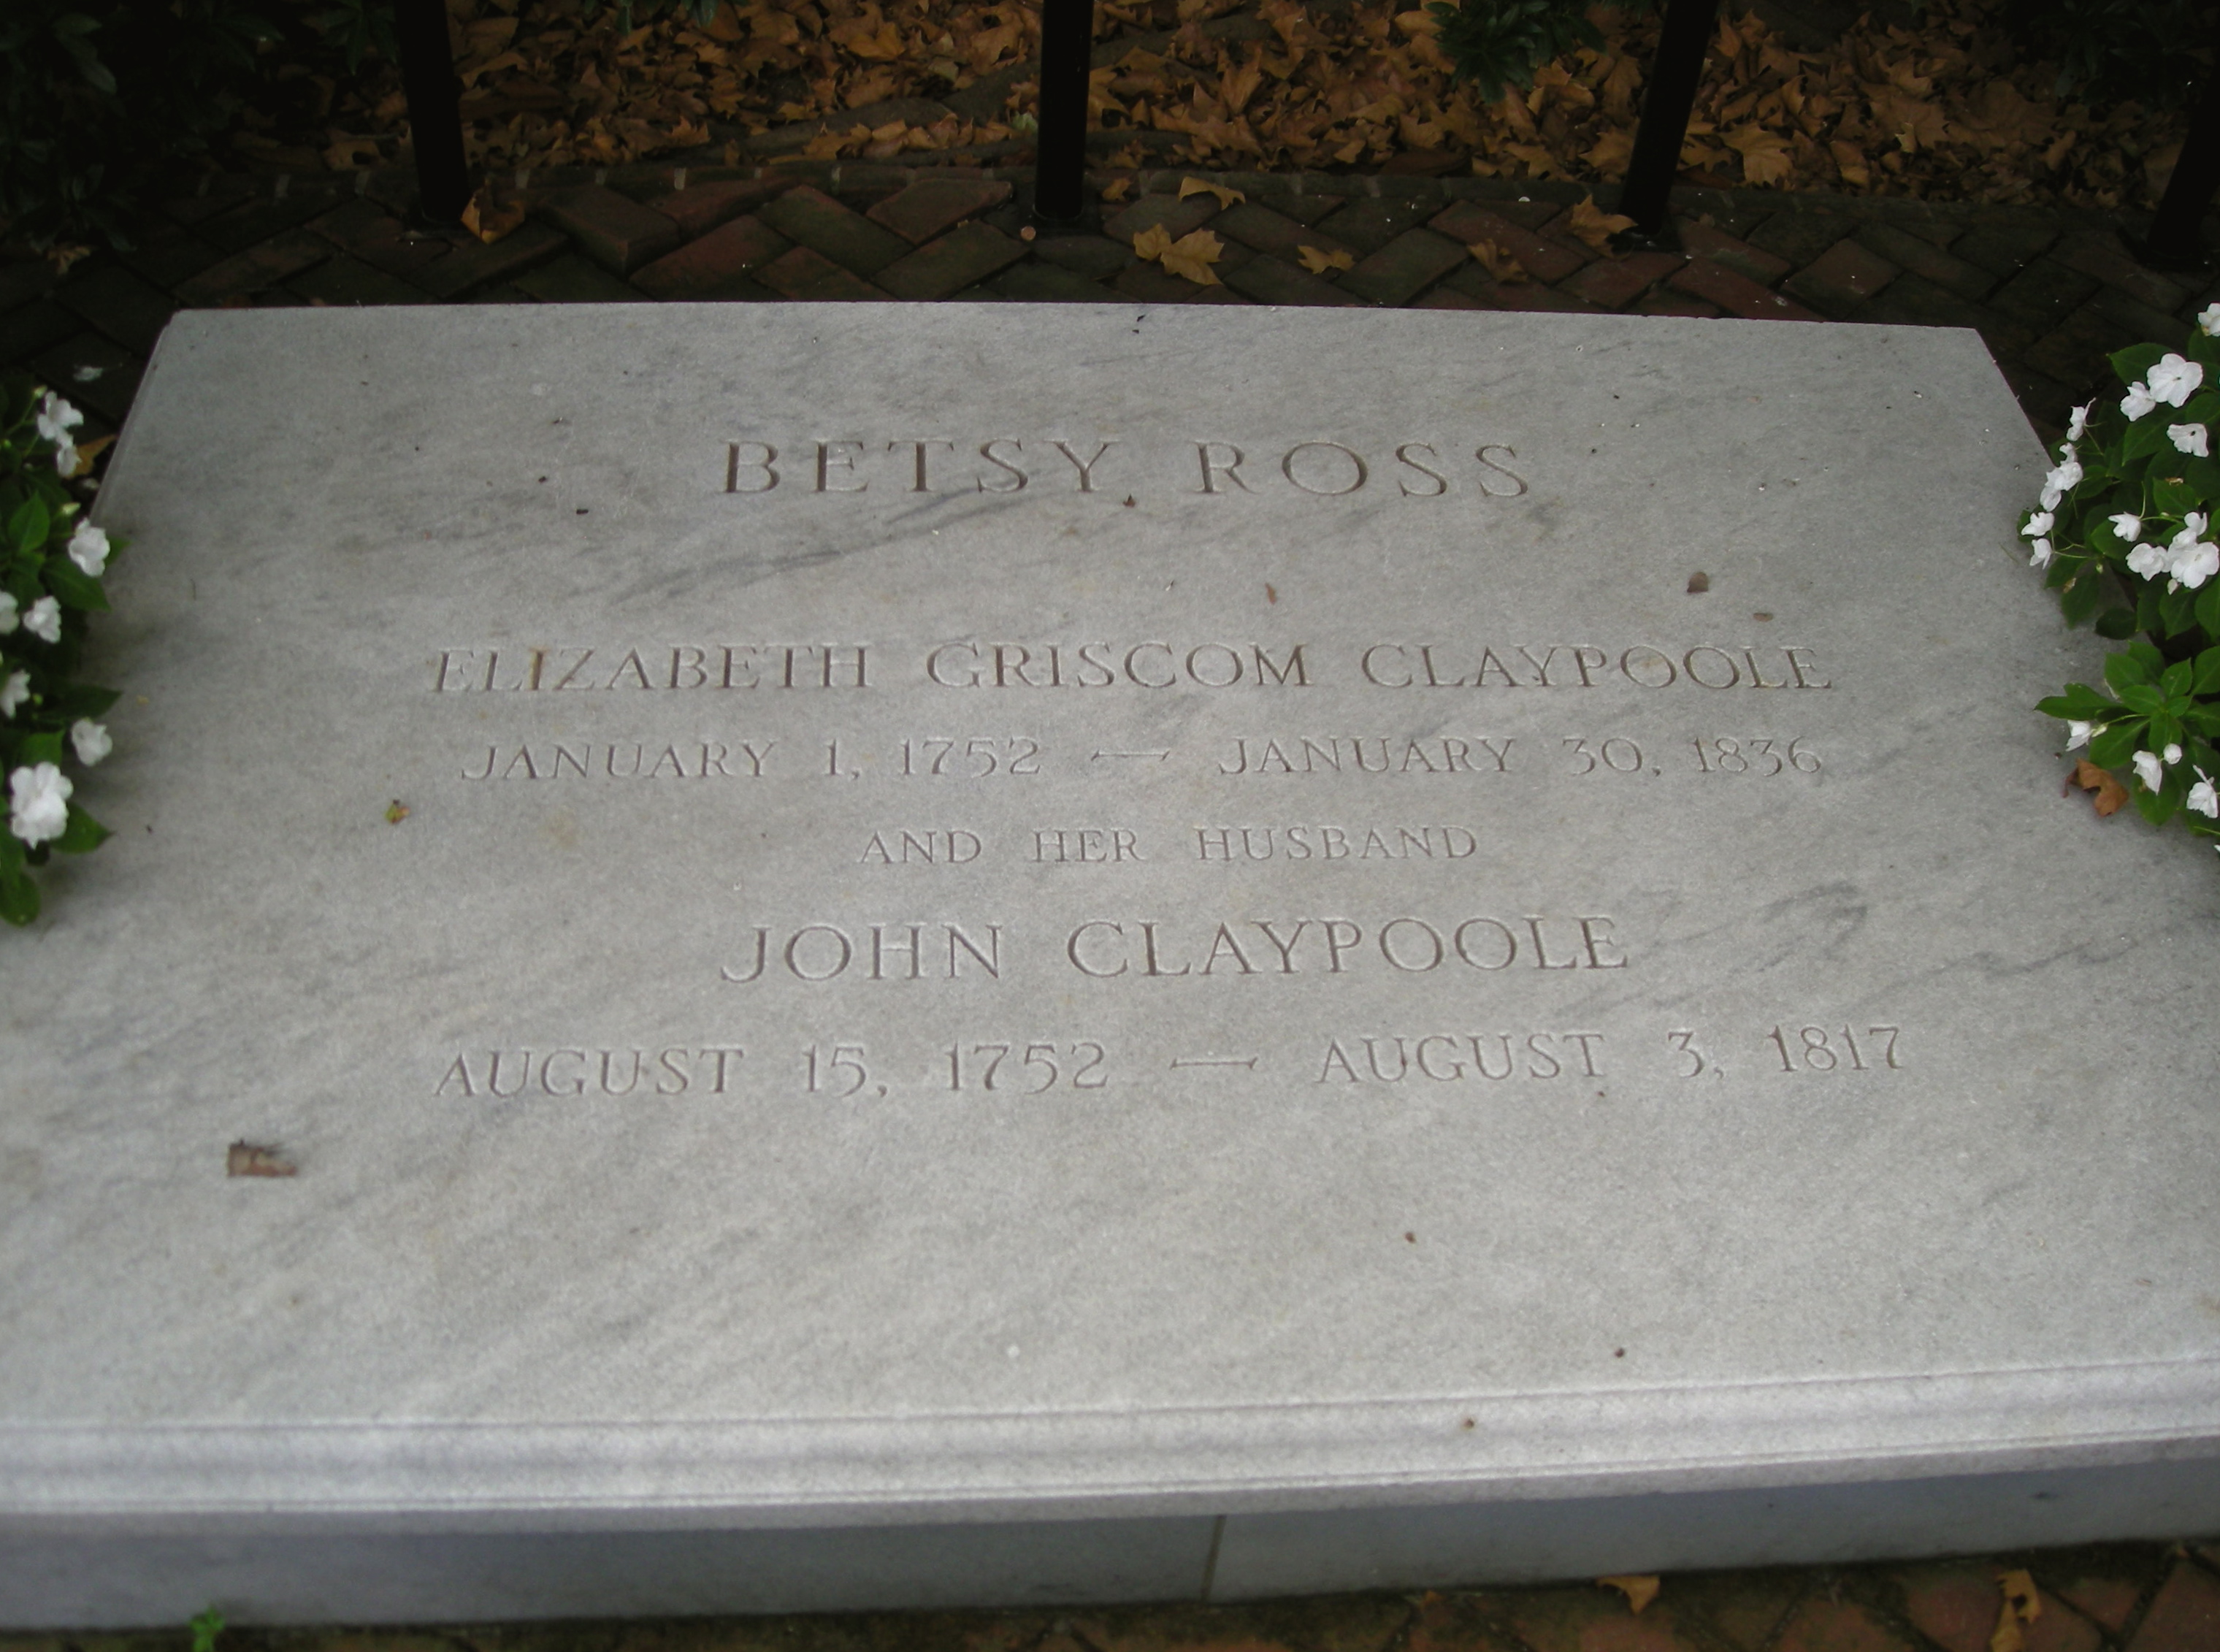 BETSY ROSS
ELIZABETH GRISCOM CLAYPOOLE
JANUARY 1, 1752 — JANUARY 30, 1836
AND HER HUSBAND
JOHN CLAYPOOLE
AUGUST 15, 1752 — AUGUST 3, 1817